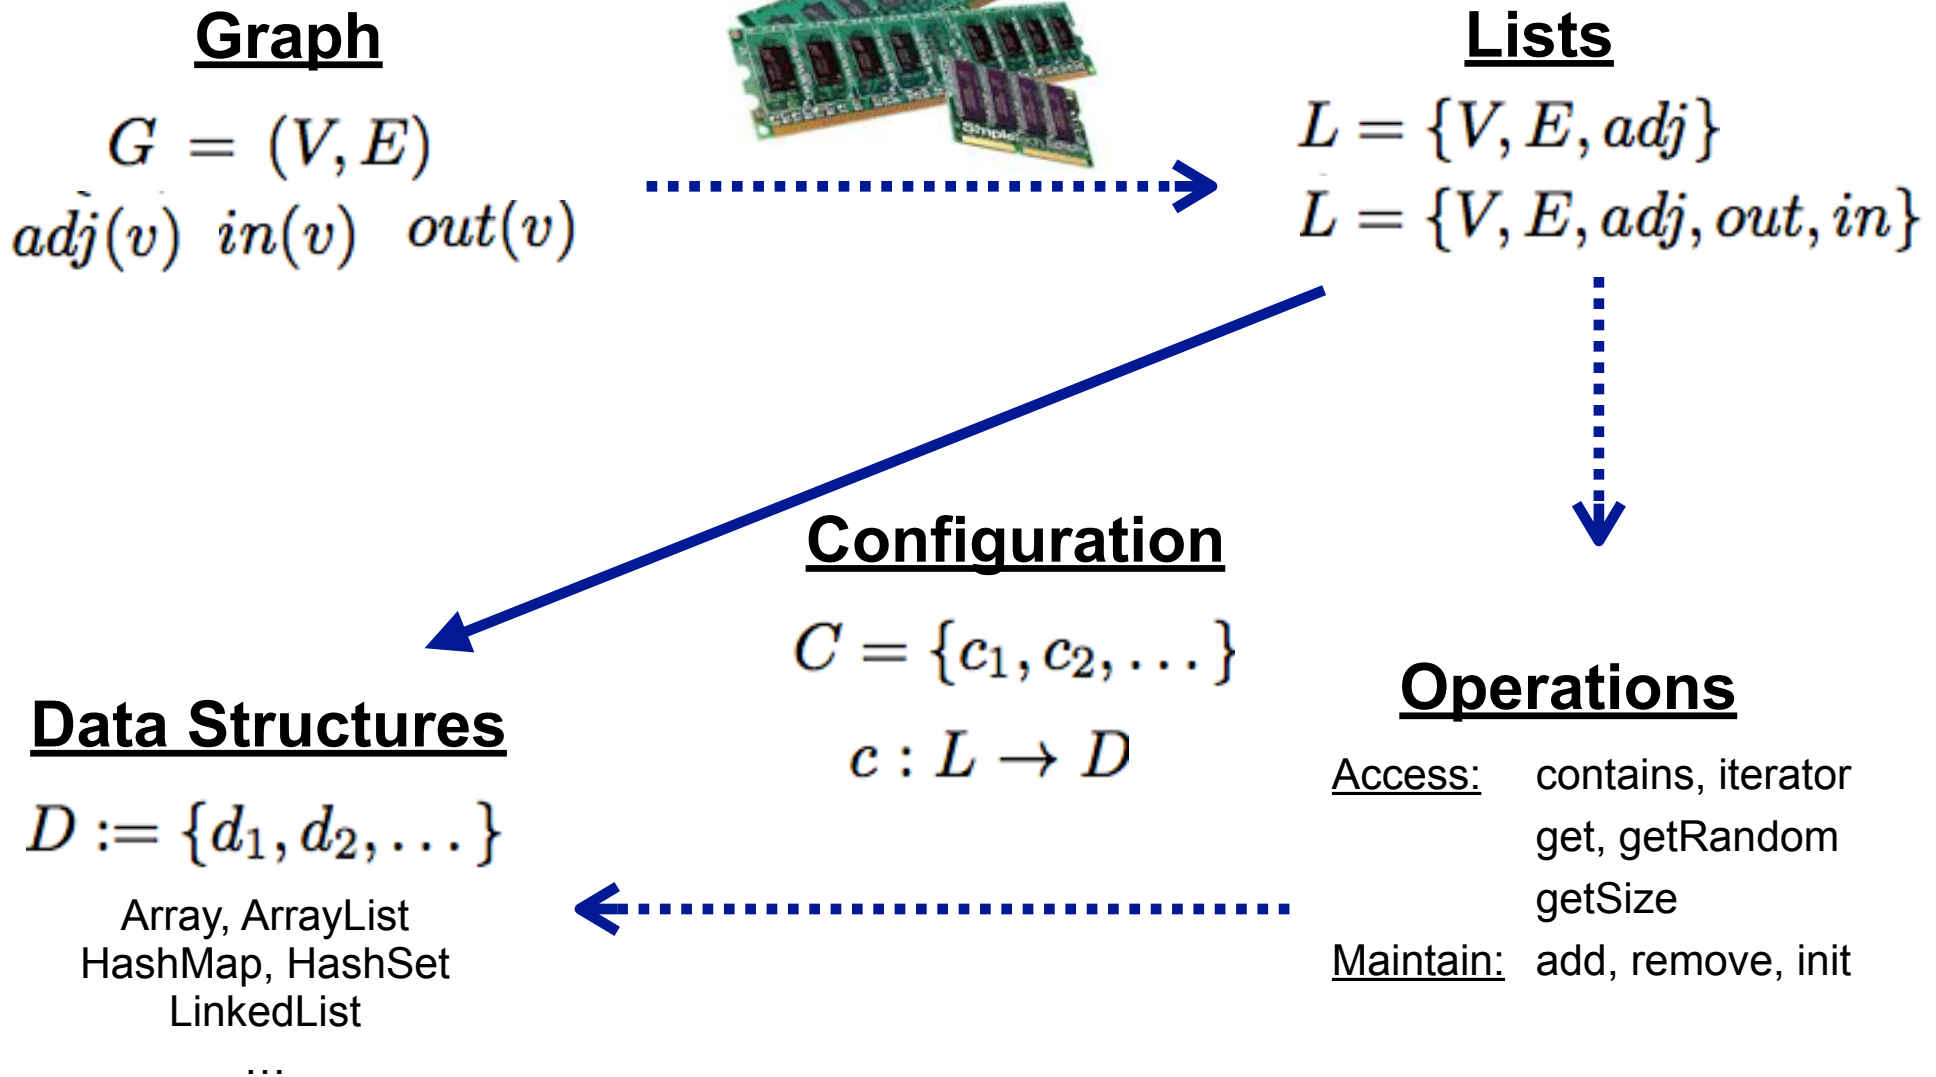 Graph
G = (V, E)
adj(v) in(v) out(v)
Simple
Lists
L = {V, E, adj}
L = {V, E, adj, out, in}
Configuration
C = {c₁, c₂, . . . }
c : L → D
Data Structures
D := {d₁, d₂, . . . }
Array, ArrayList
HashMap, HashSet
LinkedList
...
Operations
Access: contains, iterator
get, getRandom
getSize
Maintain: add, remove, init